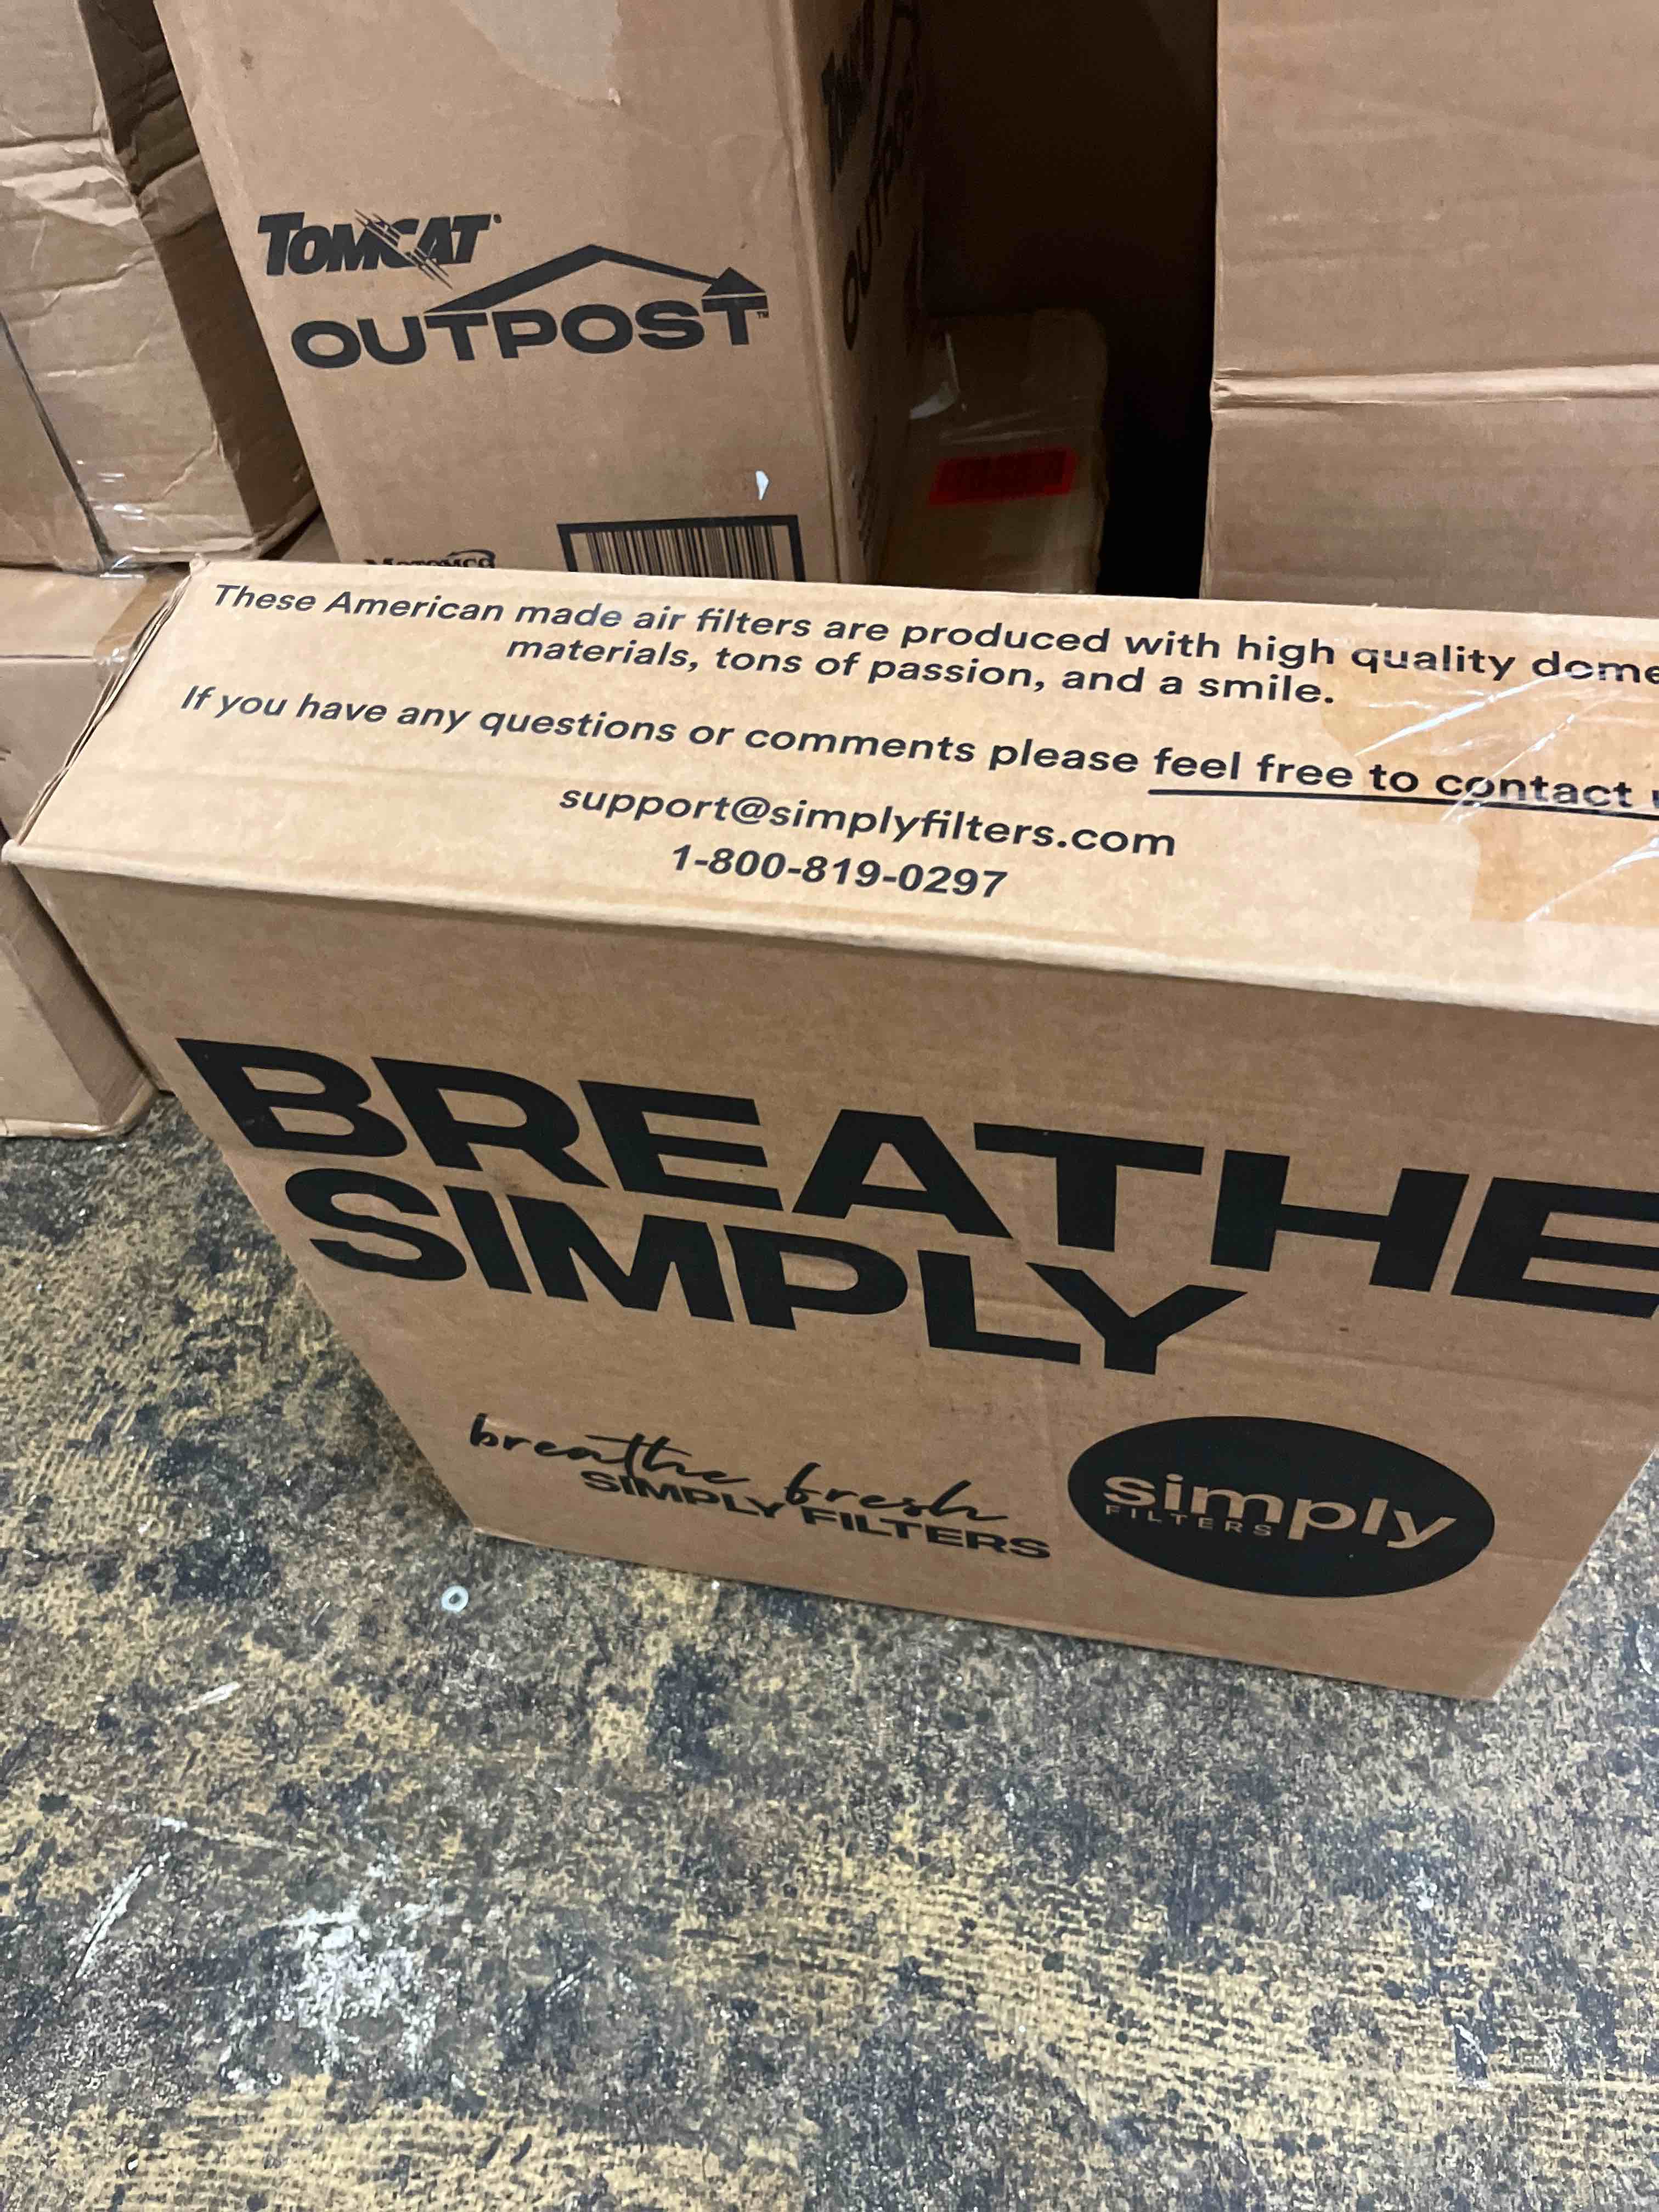 TOMCAT
OUTPOST™
These American made air filters are produced with high quality
materials, tons of passion, and a smile.
If you have any questions or comments please feel free to contact
support@simplyfilters.com
1-800-819-0297
BREATHE
SIMPLY
breathe fresh
SIMPLY FILTERS
simply
FILTERS